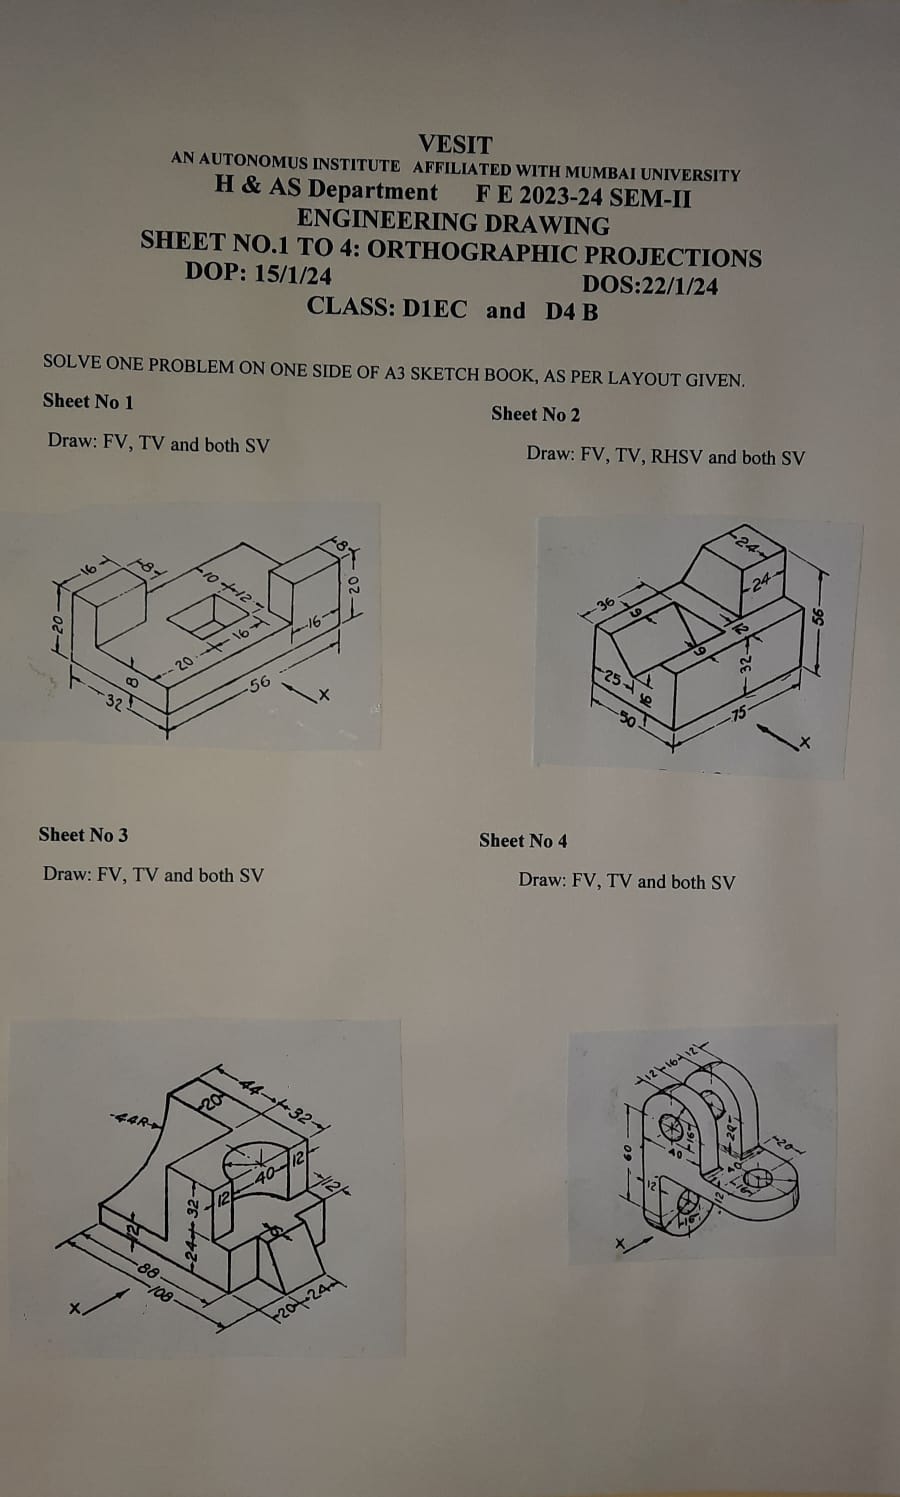 VESIT
AN AUTONOMUS INSTITUTE AFFILIATED WITH MUMBAI UNIVERSITY
H & AS Department F E 2023-24 SEM-II
ENGINEERING DRAWING
SHEET NO.1 TO 4: ORTHOGRAPHIC PROJECTIONS
DOP: 15/1/24 DOS:22/1/24
CLASS: D1EC and D4 B
SOLVE ONE PROBLEM ON ONE SIDE OF A3 SKETCH BOOK, AS PER LAYOUT GIVEN.
Sheet No 1
Draw: FV, TV and both SV
16
8
20
10
12
8
20
16
16
20
8
32
56
X
Sheet No 2
Draw: FV, TV, RHSV and both SV
24
24
36
9
12
56
9
32
25
50
75
X
Sheet No 3
Draw: FV, TV and both SV
44
32
20
44R
40
12
12
12
32
24
12
88
108
20
24
X
Sheet No 4
Draw: FV, TV and both SV
12
16
12
60
16
20
20
40
40
16
12
12
16
X